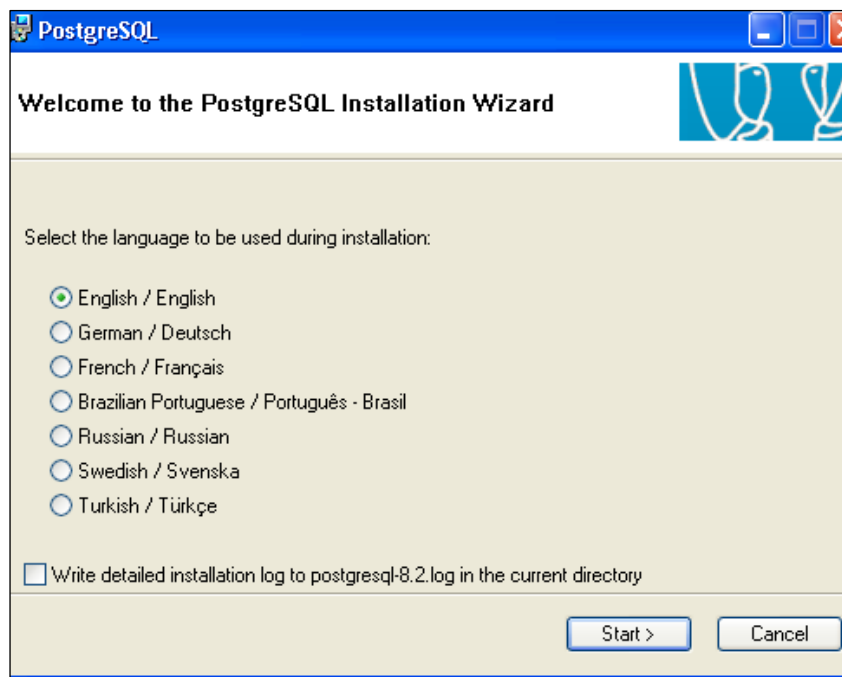 PostgreSQL
Welcome to the PostgreSQL Installation Wizard
Select the language to be used during installation:
English / English
German / Deutsch
French / Français
Brazilian Portuguese / Português - Brasil
Russian / Russian
Swedish / Svenska
Turkish / Türkçe
Write detailed installation log to postgresql-8.2.log in the current directory
Start >
Cancel